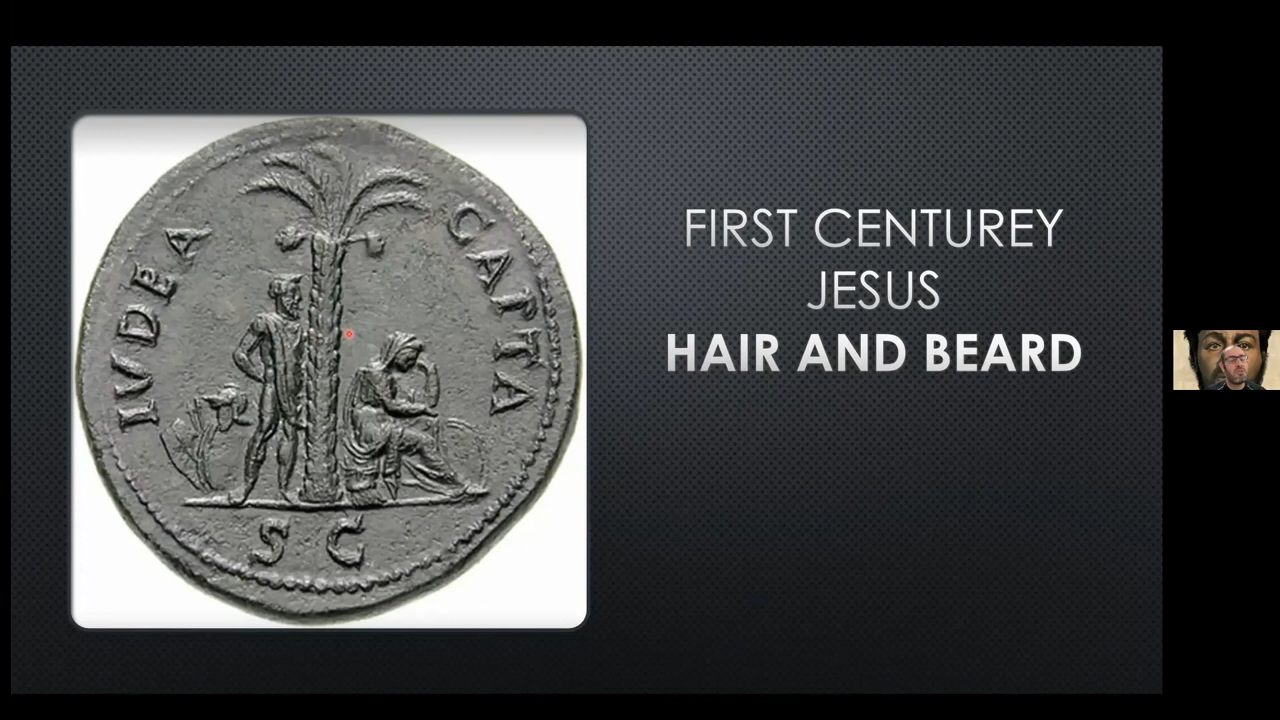 IVDEA CAPTA
S C
FIRST CENTUREY
JESUS
HAIR AND BEARD